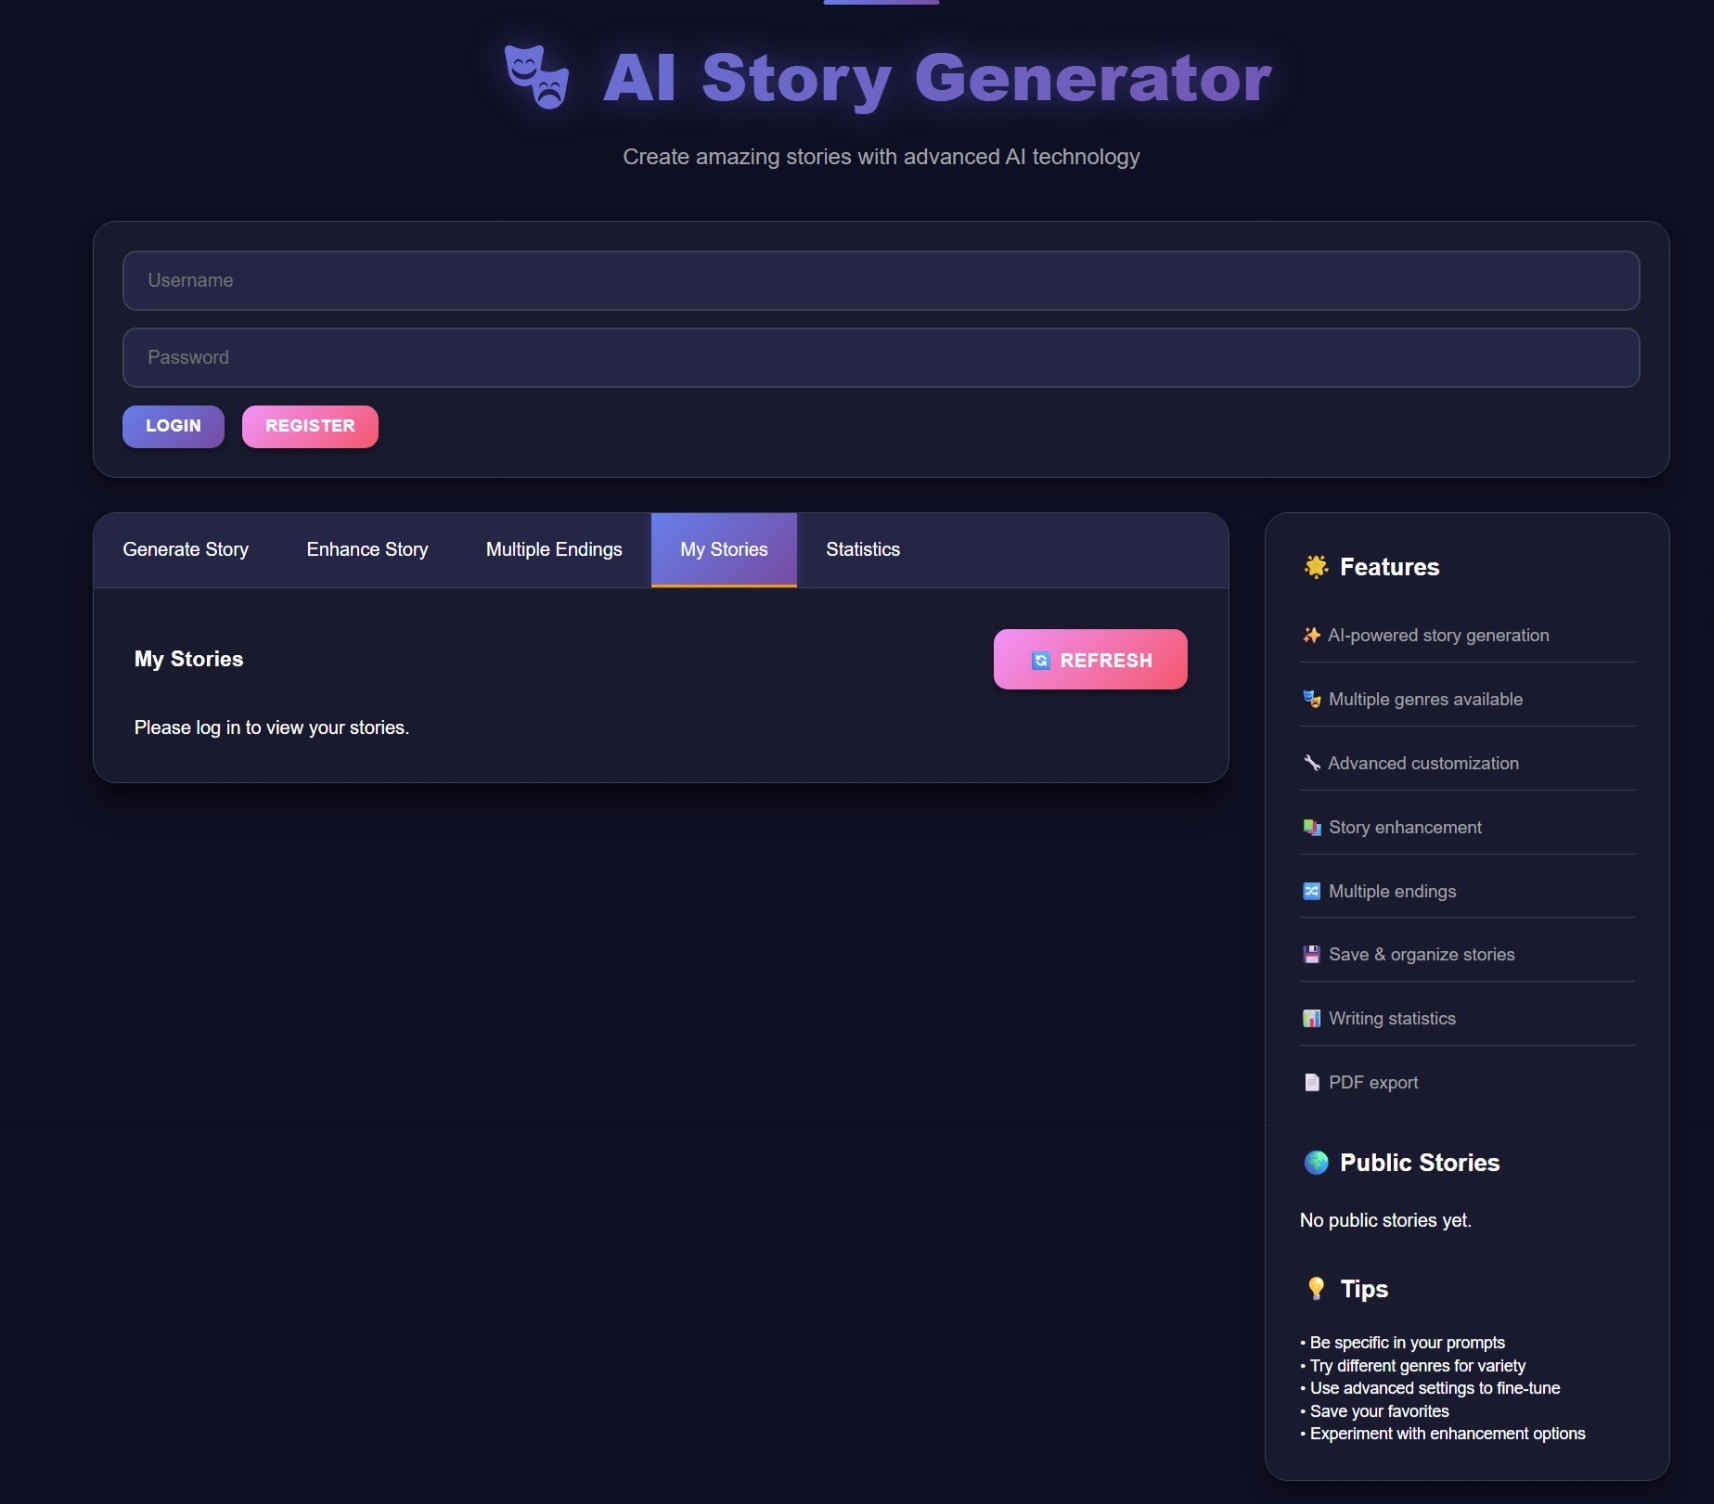 AI Story Generator
Create amazing stories with advanced AI technology
Username
Password
LOGIN
REGISTER
Generate Story
Enhance Story
Multiple Endings
My Stories
Statistics
My Stories
REFRESH
Please log in to view your stories.
Features
AI-powered story generation
Multiple genres available
Advanced customization
Story enhancement
Multiple endings
Save & organize stories
Writing statistics
PDF export
Public Stories
No public stories yet.
Tips
• Be specific in your prompts
• Try different genres for variety
• Use advanced settings to fine-tune
• Save your favorites
• Experiment with enhancement options